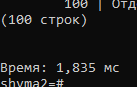 100 | Отд
(100 строк)
Время: 1,835 мс
shyma2=#